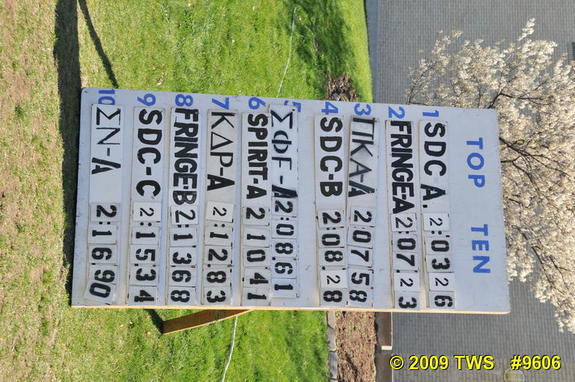 TOP TEN
1 SDC A 2:03.26
2 FRINGEA 2:07.23
3 ΠΚΑ A 2:07.58
4 SDC-B 2:08.28
5 ΣΦΕ-A 2:08.61
6 SPIRIT-A 2:10.41
7 ΚΔΡ-A 2:12.83
8 FRINGE-B 2:13.68
9 SDC-C 2:15.34
10 ΣΝ-A 2:16.90
© 2009 TWS #9606